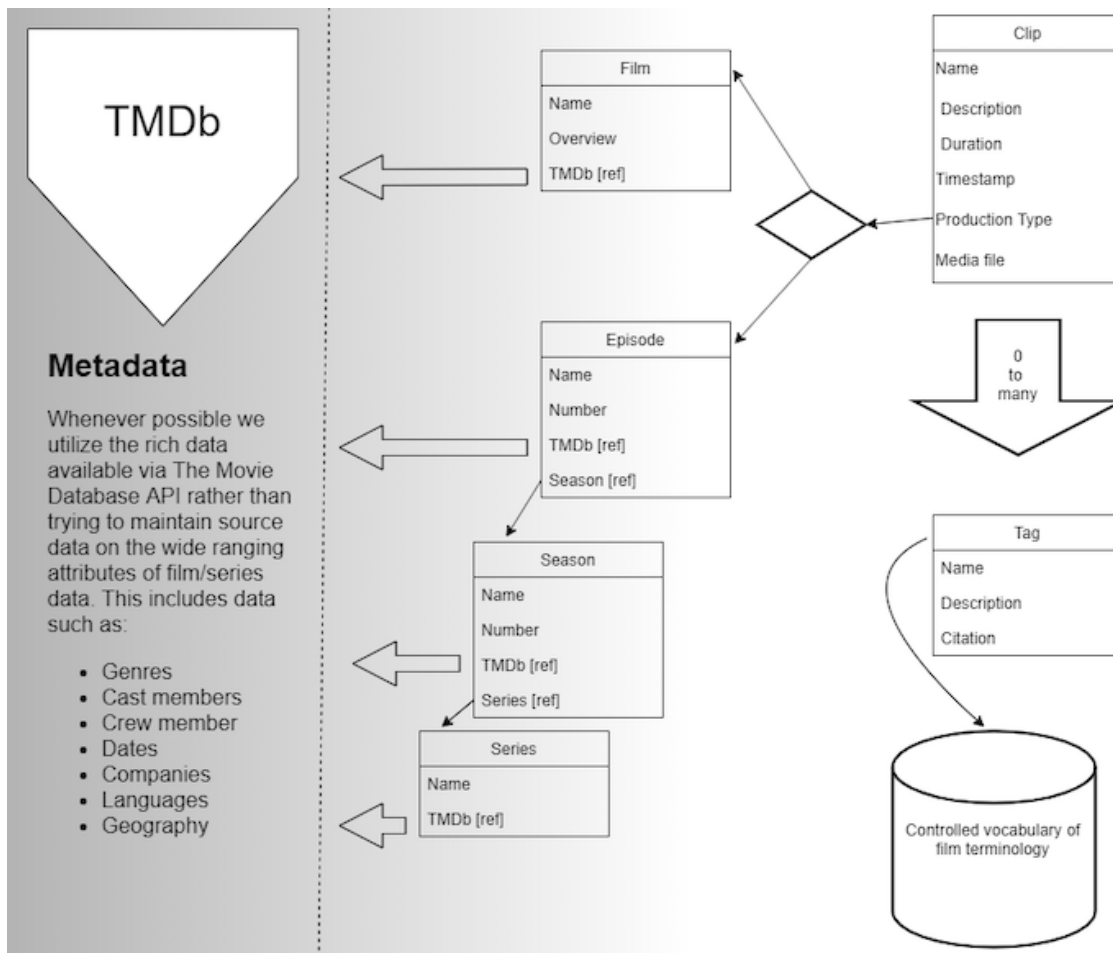 TMDb
Metadata
Whenever possible we
utilize the rich data
available via The Movie
Database API rather than
trying to maintain source
data on the wide ranging
attributes of film/series
data. This includes data
such as:
• Genres
• Cast members
• Crew member
• Dates
• Companies
• Languages
• Geography
Film
Name
Overview
TMDb [ref]
Episode
Name
Number
TMDb [ref]
Season [ref]
Season
Name
Number
TMDb [ref]
Series [ref]
Series
Name
TMDb [ref]
Clip
Name
Description
Duration
Timestamp
Production Type
Media file
0
to
many
Tag
Name
Description
Citation
Controlled vocabulary of
film terminology